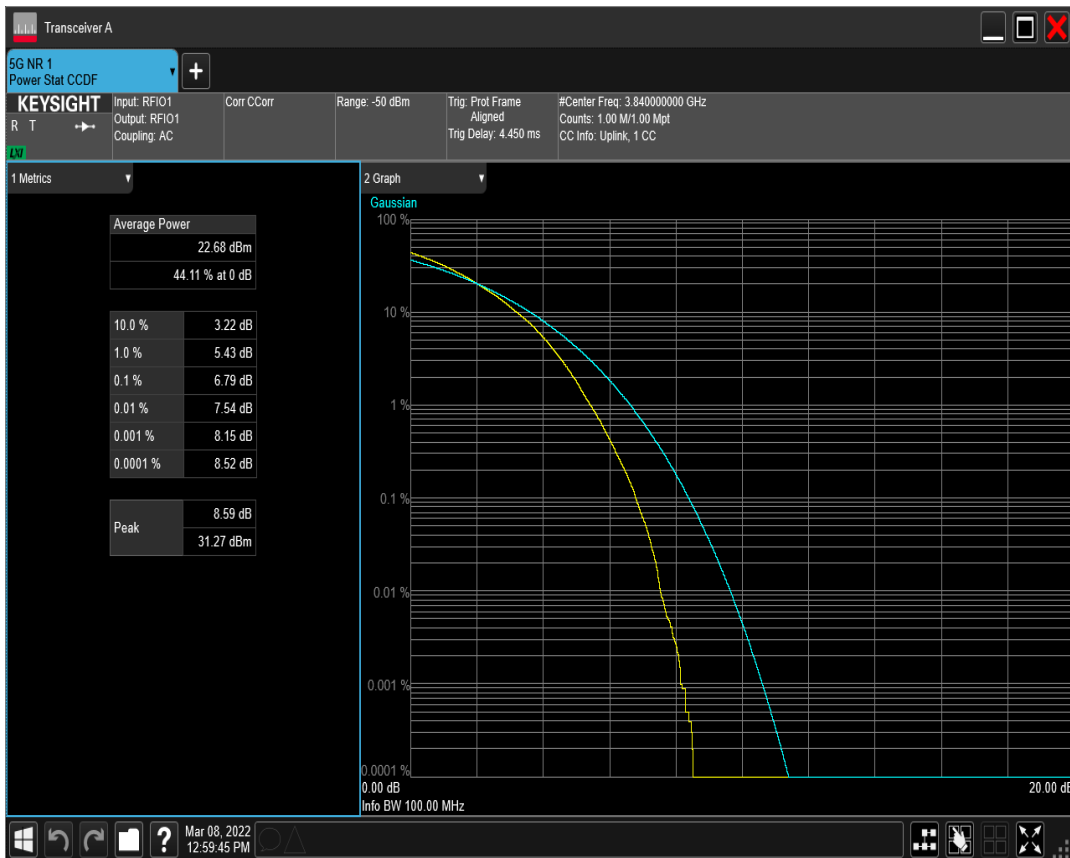 Transceiver A
5G NR 1
Power Stat CCDF
KEYSIGHT
R T
LXI
Input: RFIO1
Output: RFIO1
Coupling: AC
Corr CCorr
Range: -50 dBm
Trig: Prot Frame
Aligned
Trig Delay: 4.450 ms
#Center Freq: 3.840000000 GHz
Counts: 1.00 M/1.00 Mpt
CC Info: Uplink, 1 CC
1 Metrics
Average Power
22.68 dBm
44.11 % at 0 dB
10.0 % 3.22 dB
1.0 % 5.43 dB
0.1 % 6.79 dB
0.01 % 7.54 dB
0.001 % 8.15 dB
0.0001 % 8.52 dB
Peak
8.59 dB
31.27 dBm
2 Graph
Gaussian
100 %
10 %
1 %
0.1 %
0.01 %
0.001 %
0.0001 %
0.00 dB
20.00 dB
Info BW 100.00 MHz
?
Mar 08, 2022
12:59:45 PM